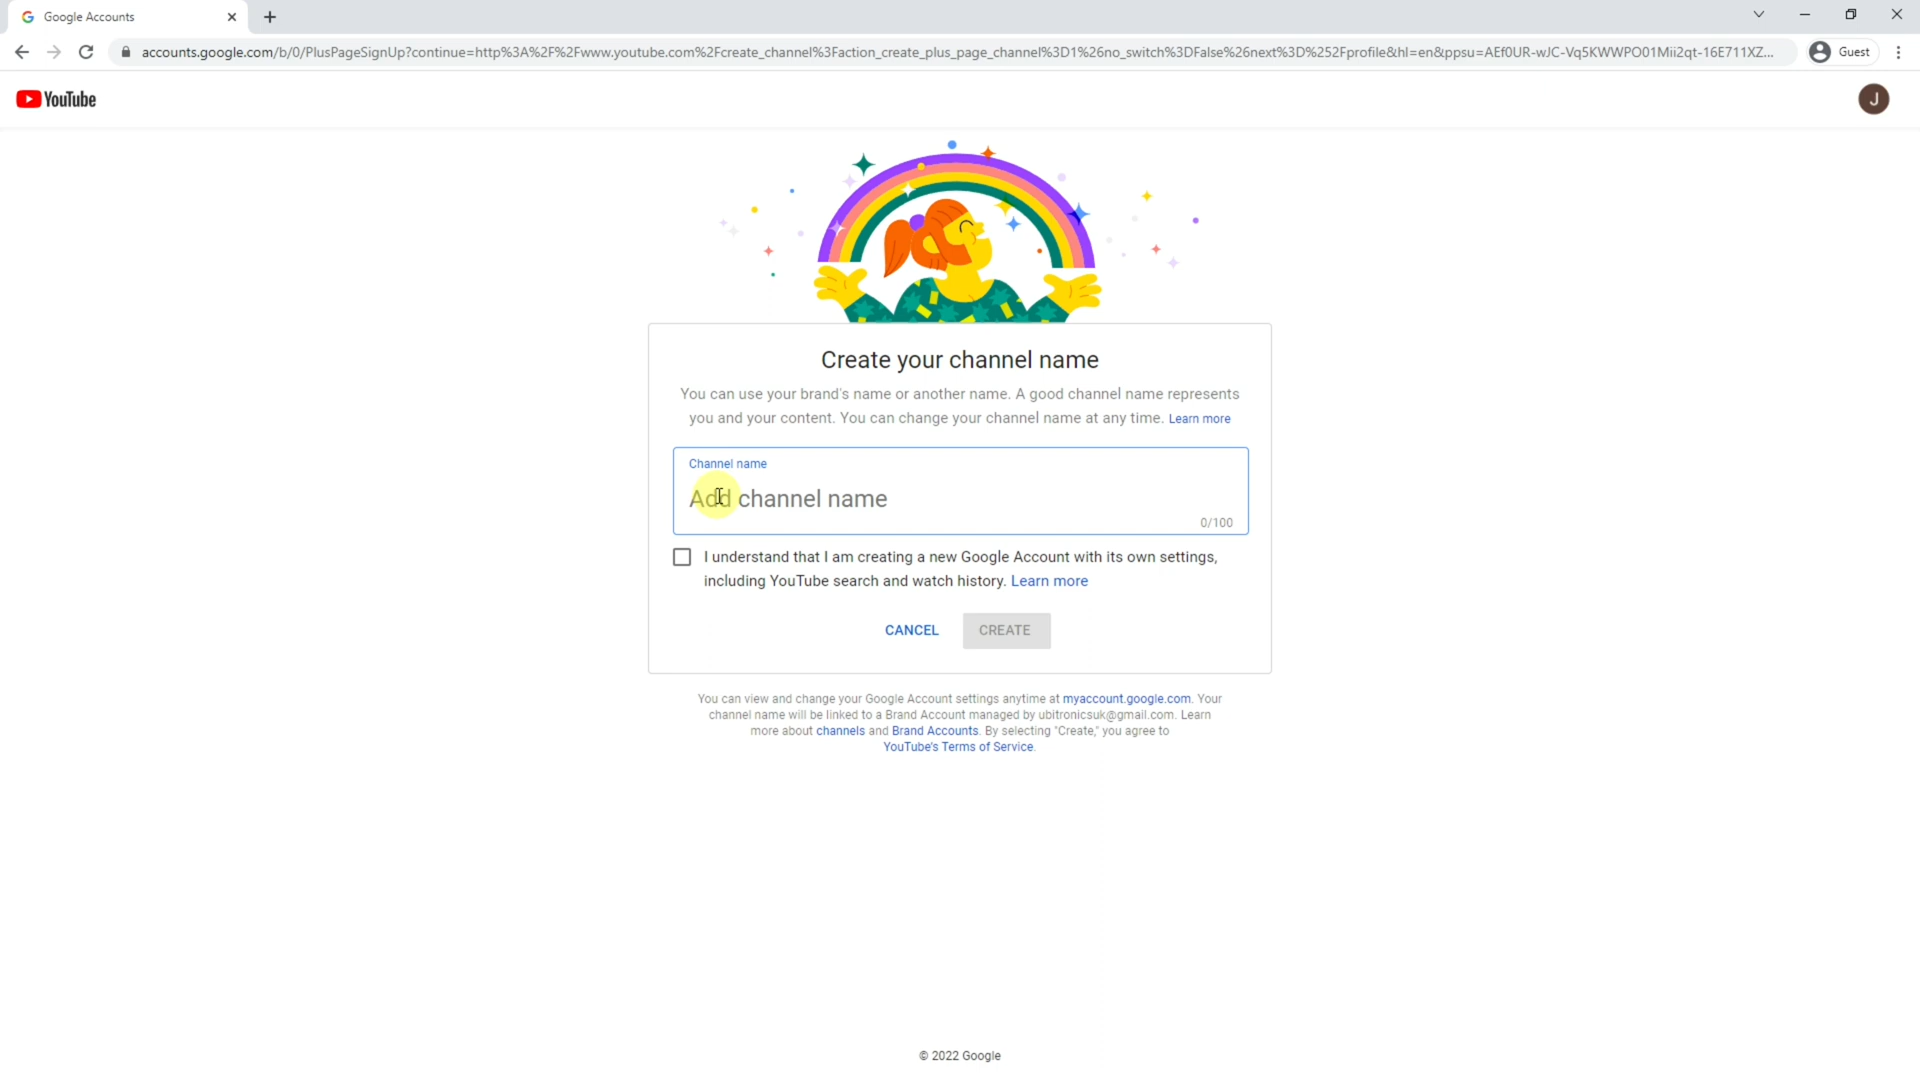 Google Accounts
accounts.google.com/b/0/PlusPageSignUp?continue=http%3A%2F%2Fwww.youtube.com%2Fcreate_channel%3Faction_create_plus_page_channel%3D1%26no_switch%3DFalse%26next%3D%252Fprofile&hl=en&ppsu=AEf0UR-wJC-Vq5KWWPO01Mii2qt-16E711XZ...
Guest
YouTube
J
Create your channel name
You can use your brand's name or another name. A good channel name represents
you and your content. You can change your channel name at any time. Learn more
Channel name
Add channel name
0/100
I understand that I am creating a new Google Account with its own settings,
including YouTube search and watch history. Learn more
CANCEL
CREATE
You can view and change your Google Account settings anytime at myaccount.google.com. Your
channel name will be linked to a Brand Account managed by ubitronicsuk@gmail.com. Learn
more about channels and Brand Accounts. By selecting "Create," you agree to
YouTube's Terms of Service.
© 2022 Google